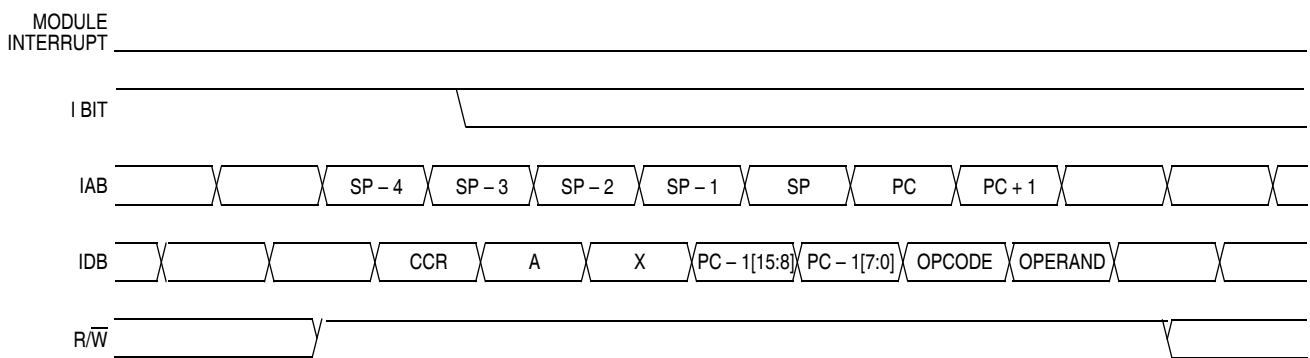 MODULE
INTERRUPT
I BIT
IAB SP – 4 SP – 3 SP – 2 SP – 1 SP PC PC + 1
IDB CCR A X PC – 1[15:8] PC – 1[7:0] OPCODE OPERAND
R/W̅